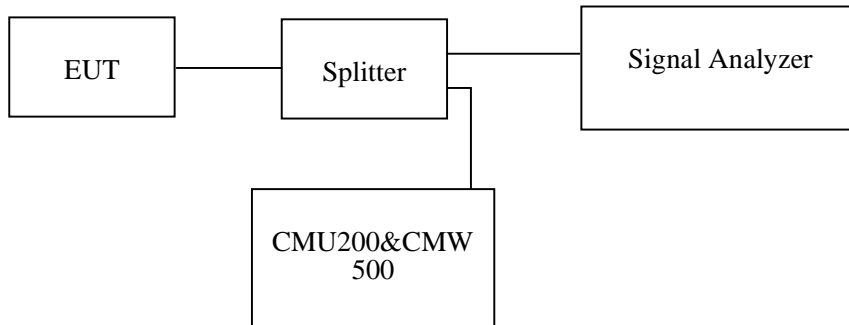 EUT
Splitter
Signal Analyzer
CMU200&CMW
500